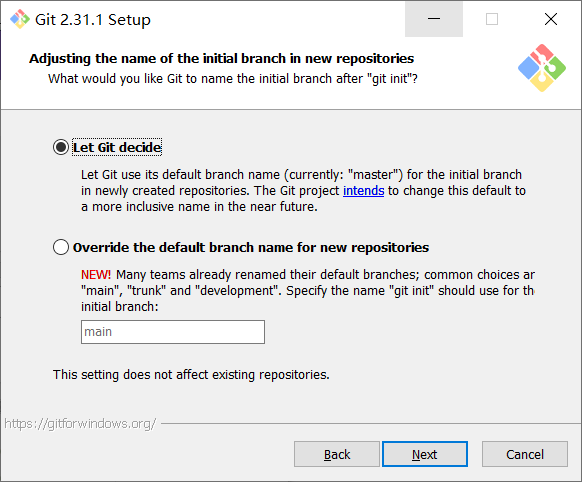 Git 2.31.1 Setup
Adjusting the name of the initial branch in new repositories
What would you like Git to name the initial branch after "git init"?
Let Git decide
Let Git use its default branch name (currently: "master") for the initial branch
in newly created repositories. The Git project intends to change this default to
a more inclusive name in the near future.
Override the default branch name for new repositories
NEW! Many teams already renamed their default branches; common choices ar
"main", "trunk" and "development". Specify the name "git init" should use for the
initial branch:
main
This setting does not affect existing repositories.
https://gitforwindows.org/
Back
Next
Cancel